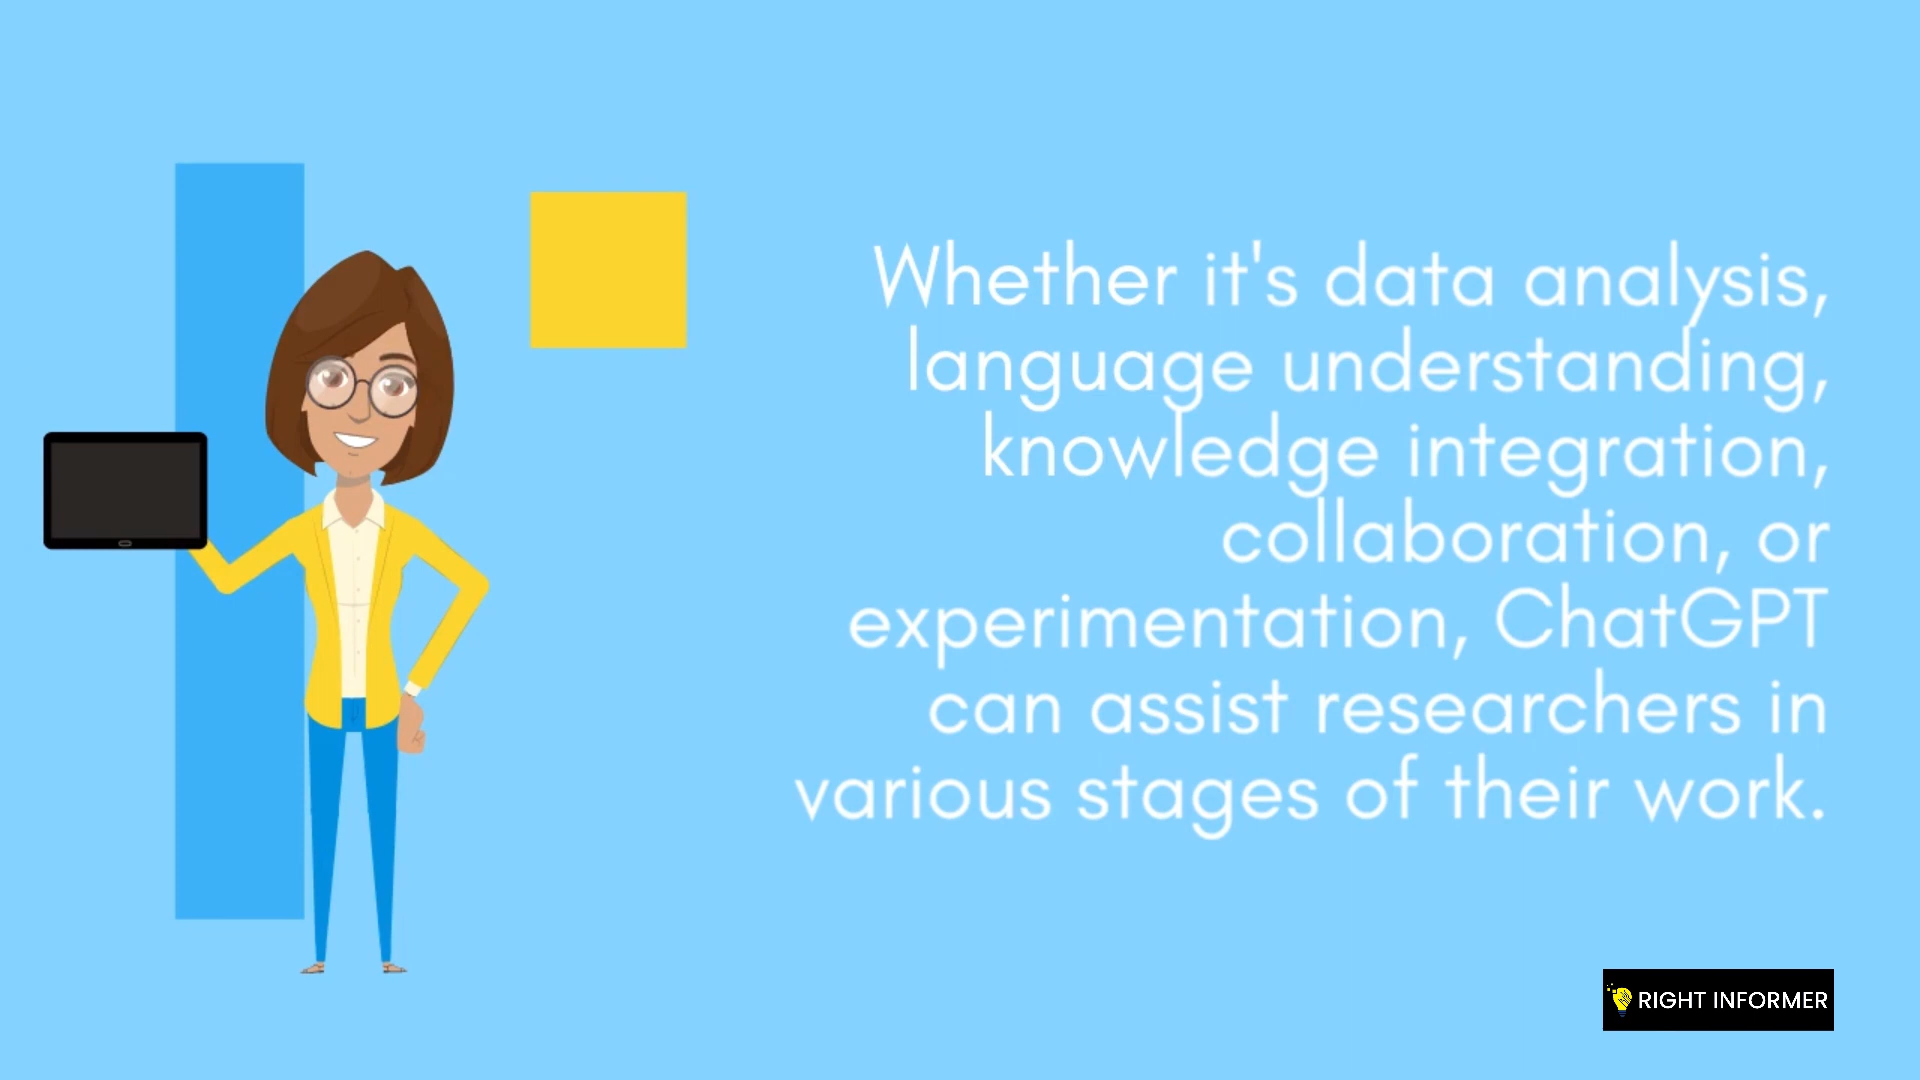 Whether it's data analysis,
language understanding,
knowledge integration,
collaboration, or
experimentation, ChatGPT
can assist researchers in
various stages of their work.
RIGHT INFORMER